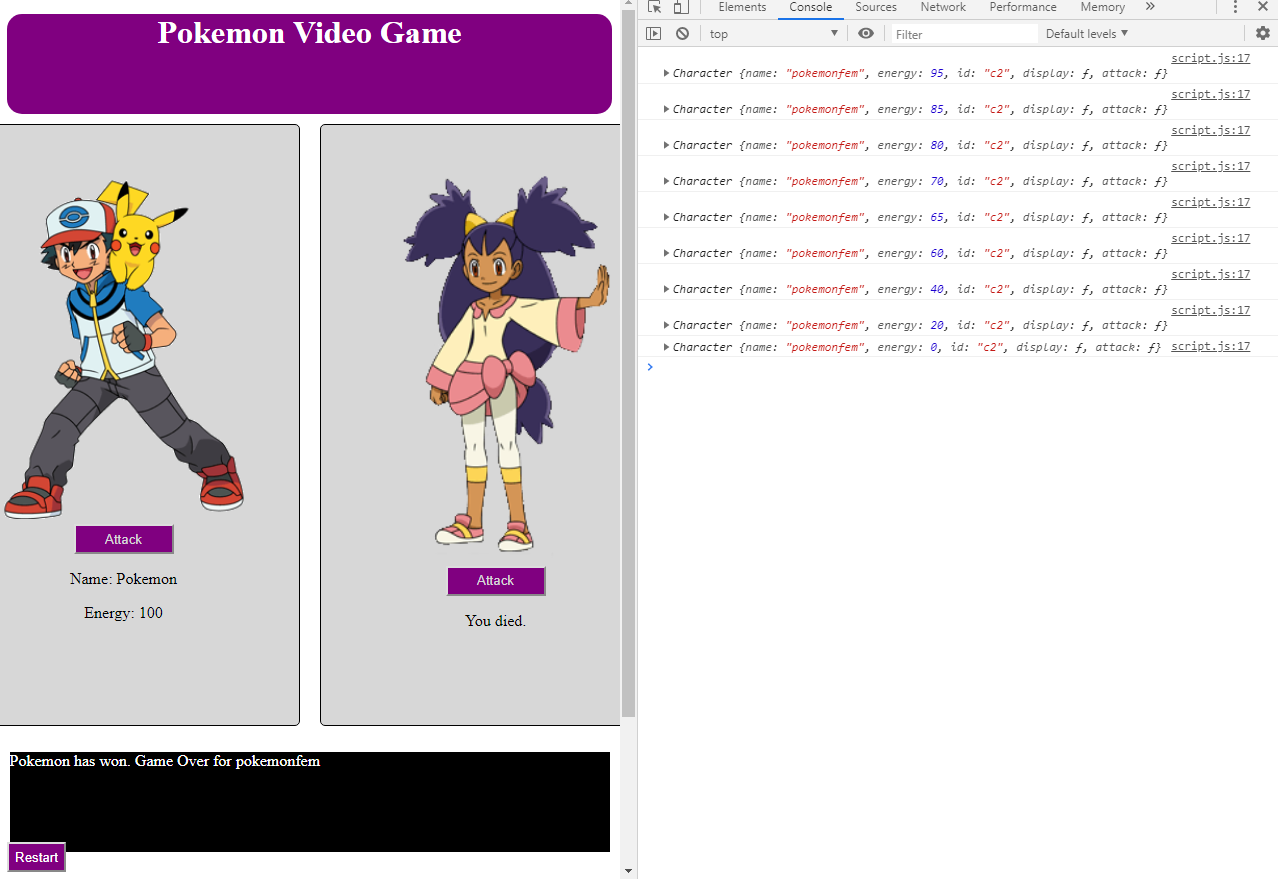 Pokemon Video Game
Attack
Name: Pokemon
Energy: 100
Attack
You died.
Pokemon has won. Game Over for pokemonfem
Restart
Elements Console Sources Network Performance Memory »
top ▼ Filter Default levels ▼
script.js:17
▶ Character {name: "pokemonfem", energy: 95, id: "c2", display: ƒ, attack: ƒ}
script.js:17
▶ Character {name: "pokemonfem", energy: 85, id: "c2", display: ƒ, attack: ƒ}
script.js:17
▶ Character {name: "pokemonfem", energy: 80, id: "c2", display: ƒ, attack: ƒ}
script.js:17
▶ Character {name: "pokemonfem", energy: 70, id: "c2", display: ƒ, attack: ƒ}
script.js:17
▶ Character {name: "pokemonfem", energy: 65, id: "c2", display: ƒ, attack: ƒ}
script.js:17
▶ Character {name: "pokemonfem", energy: 60, id: "c2", display: ƒ, attack: ƒ}
script.js:17
▶ Character {name: "pokemonfem", energy: 40, id: "c2", display: ƒ, attack: ƒ}
script.js:17
▶ Character {name: "pokemonfem", energy: 20, id: "c2", display: ƒ, attack: ƒ}
▶ Character {name: "pokemonfem", energy: 0, id: "c2", display: ƒ, attack: ƒ} script.js:17
>